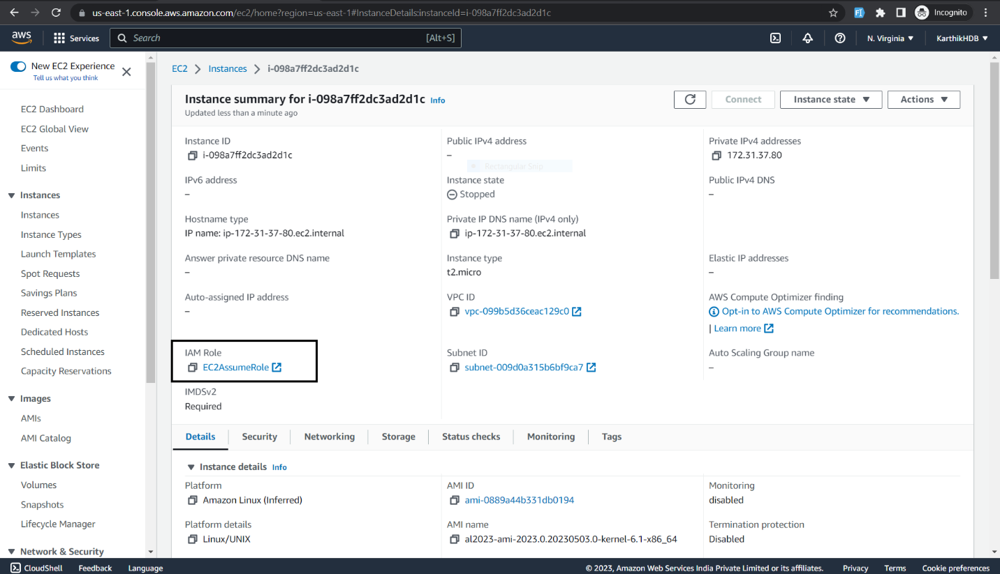 us-east-1.console.aws.amazon.com/ec2/home?region=us-east-1#InstanceDetails:instanceId=i-098a7ff2dc3ad2d1c
Incognito
aws
Services
Search
[Alt+S]
N. Virginia
KarthikHDB
New EC2 Experience
Tell us what you think
EC2 Dashboard
EC2 Global View
Events
Limits
Instances
Instances
Instance Types
Launch Templates
Spot Requests
Savings Plans
Reserved Instances
Dedicated Hosts
Scheduled Instances
Capacity Reservations
Images
AMIs
AMI Catalog
Elastic Block Store
Volumes
Snapshots
Lifecycle Manager
Network & Security
EC2 > Instances > i-098a7ff2dc3ad2d1c
Instance summary for i-098a7ff2dc3ad2d1c Info
Updated less than a minute ago
Connect
Instance state
Actions
Instance ID
i-098a7ff2dc3ad2d1c
Public IPv4 address
–
Rectangular Snip
Private IPv4 addresses
172.31.37.80
IPv6 address
–
Instance state
Stopped
Public IPv4 DNS
–
Hostname type
IP name: ip-172-31-37-80.ec2.internal
Private IP DNS name (IPv4 only)
ip-172-31-37-80.ec2.internal
Answer private resource DNS name
–
Instance type
t2.micro
Elastic IP addresses
–
Auto-assigned IP address
–
VPC ID
vpc-099b5d36ceac129c0
AWS Compute Optimizer finding
Opt-in to AWS Compute Optimizer for recommendations.
| Learn more
IAM Role
EC2AssumeRole
Subnet ID
subnet-009d0a315b6bf9ca7
Auto Scaling Group name
–
IMDSv2
Required
Details
Security
Networking
Storage
Status checks
Monitoring
Tags
Instance details Info
Platform
Amazon Linux (Inferred)
AMI ID
ami-0889a44b331db0194
Monitoring
disabled
Platform details
Linux/UNIX
AMI name
al2023-ami-2023.0.20230503.0-kernel-6.1-x86_64
Termination protection
Disabled
CloudShell
Feedback
Language
© 2023, Amazon Web Services India Private Limited or its affiliates.
Privacy
Terms
Cookie preferences